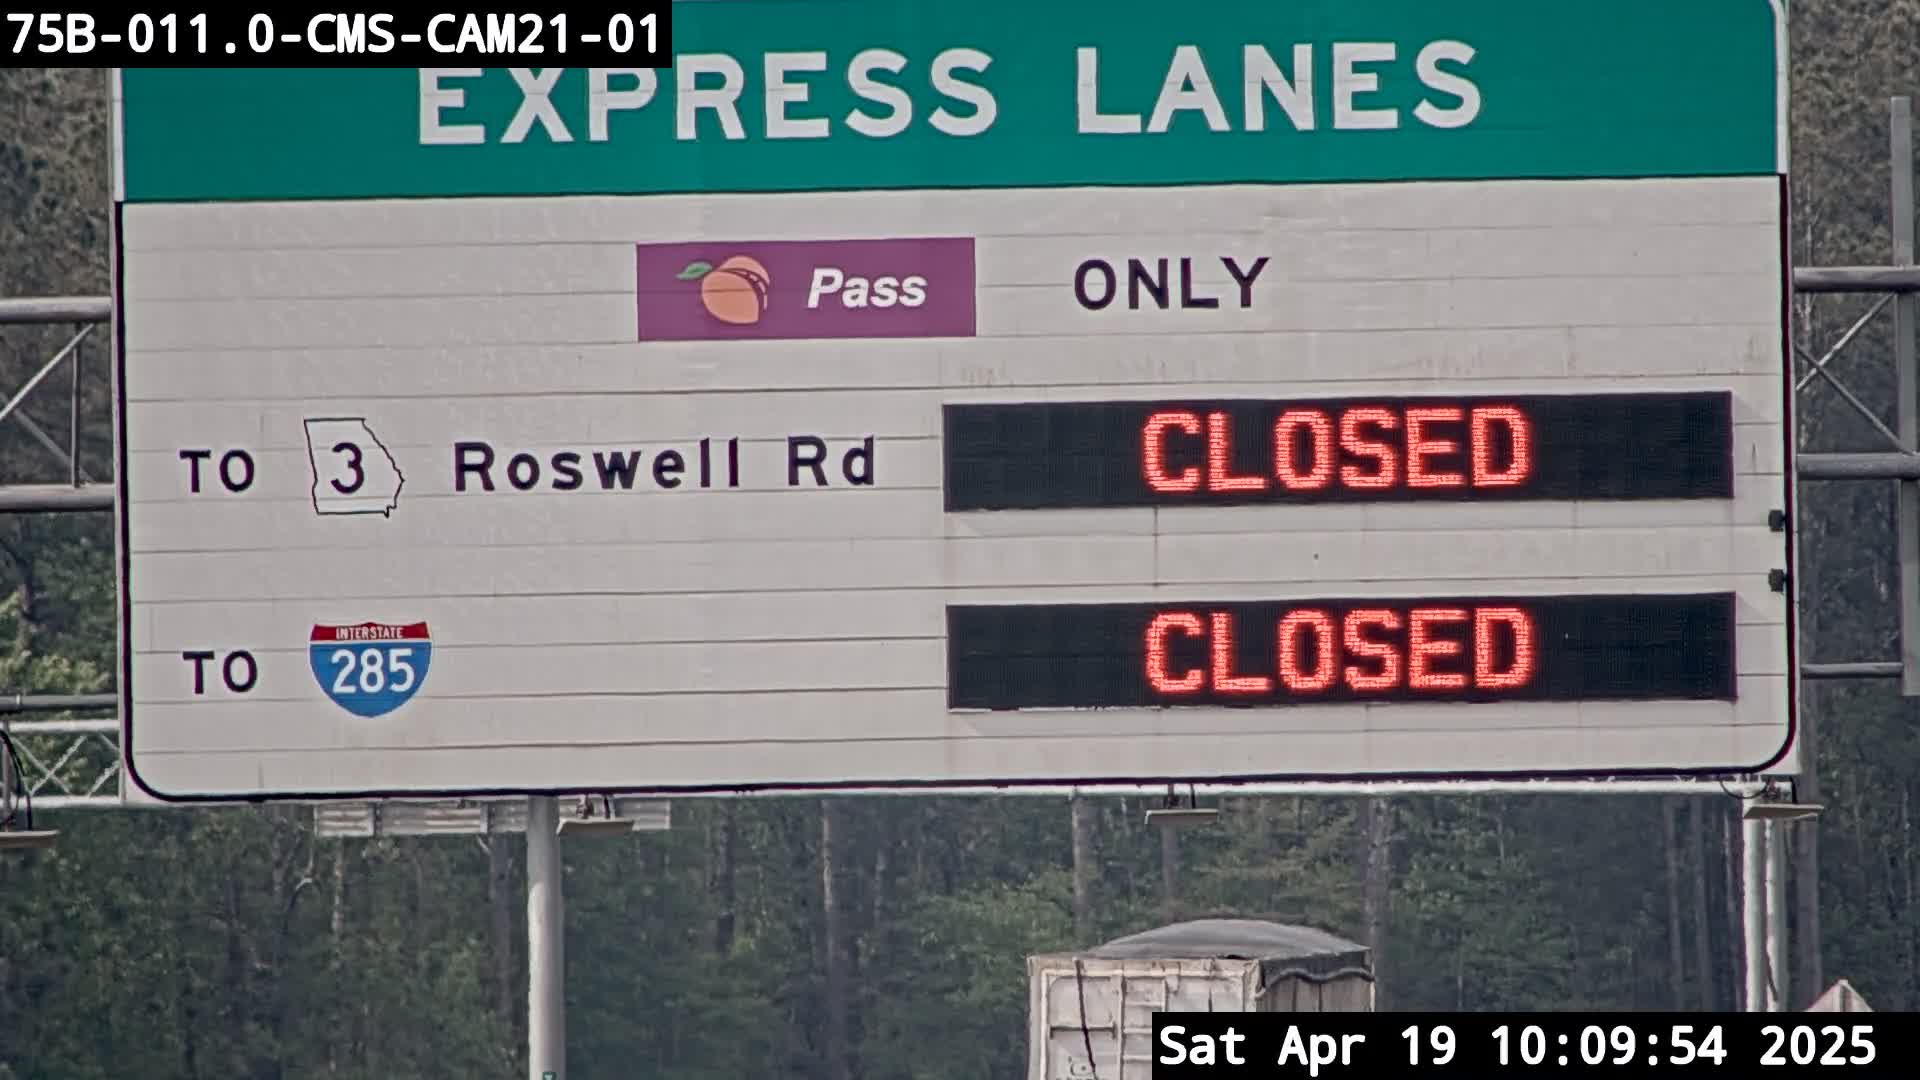 75B-011.0-CMS-CAM21-01
EXPRESS LANES
Pass ONLY
TO 3 Roswell Rd CLOSED
TO INTERSTATE 285 CLOSED
Sat Apr 19 10:09:54 2025